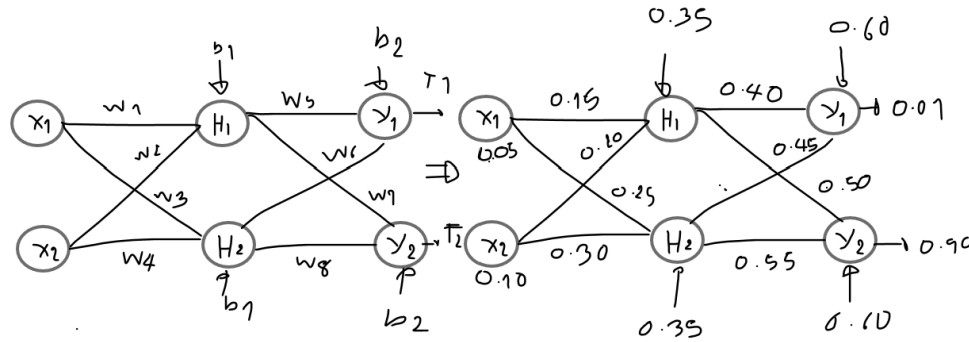 b1 b2 0.35 0.60
T1
x1 w1 H1 w5 y1 ⇒ x1 0.15 H1 0.40 y1 0.01
0.05
w2 w6 0.20 0.45
w3 w7 0.25 0.50
x2 w4 H2 w8 y2 T2 x2 0.30 H2 0.55 y2 0.99
0.10
b1 b2 0.35 0.60